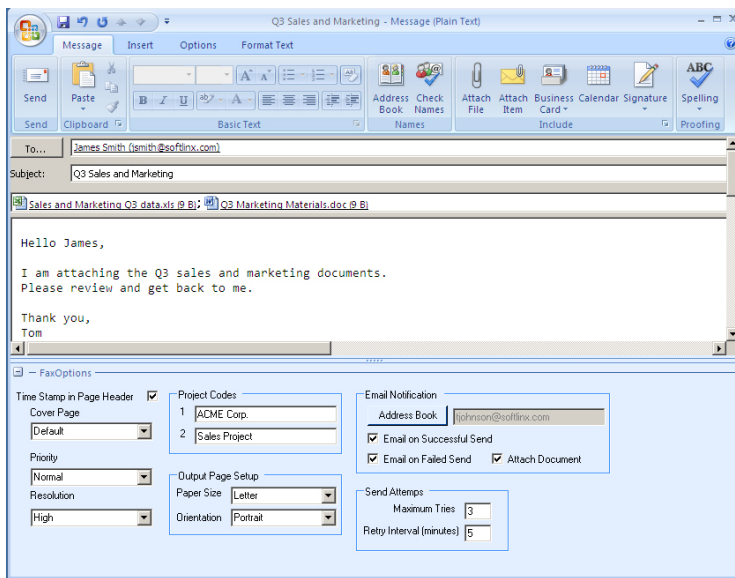 Q3 Sales and Marketing - Message (Plain Text)
Message Insert Options Format Text
Send Paste B I U ab A A A Address Book Check Names Attach File Attach Item Business Card Calendar Signature ABC Spelling
Send Clipboard Basic Text Names Include Proofing
To... James Smith (jsmith@softlinx.com)
Subject: Q3 Sales and Marketing
Sales and Marketing Q3 data.xls (9 B); Q3 Marketing Materials.doc (9 B)
Hello James,
I am attaching the Q3 sales and marketing documents.
Please review and get back to me.
Thank you,
Tom
FaxOptions
Time Stamp in Page Header
Cover Page
Default
Priority
Normal
Resolution
High
Project Codes
1 ACME Corp.
2 Sales Project
Output Page Setup
Paper Size Letter
Orientation Portrait
Email Notification
Address Book tjohnson@softlinx.com
Email on Successful Send
Email on Failed Send Attach Document
Send Attemps
Maximum Tries 3
Retry Interval (minutes) 5